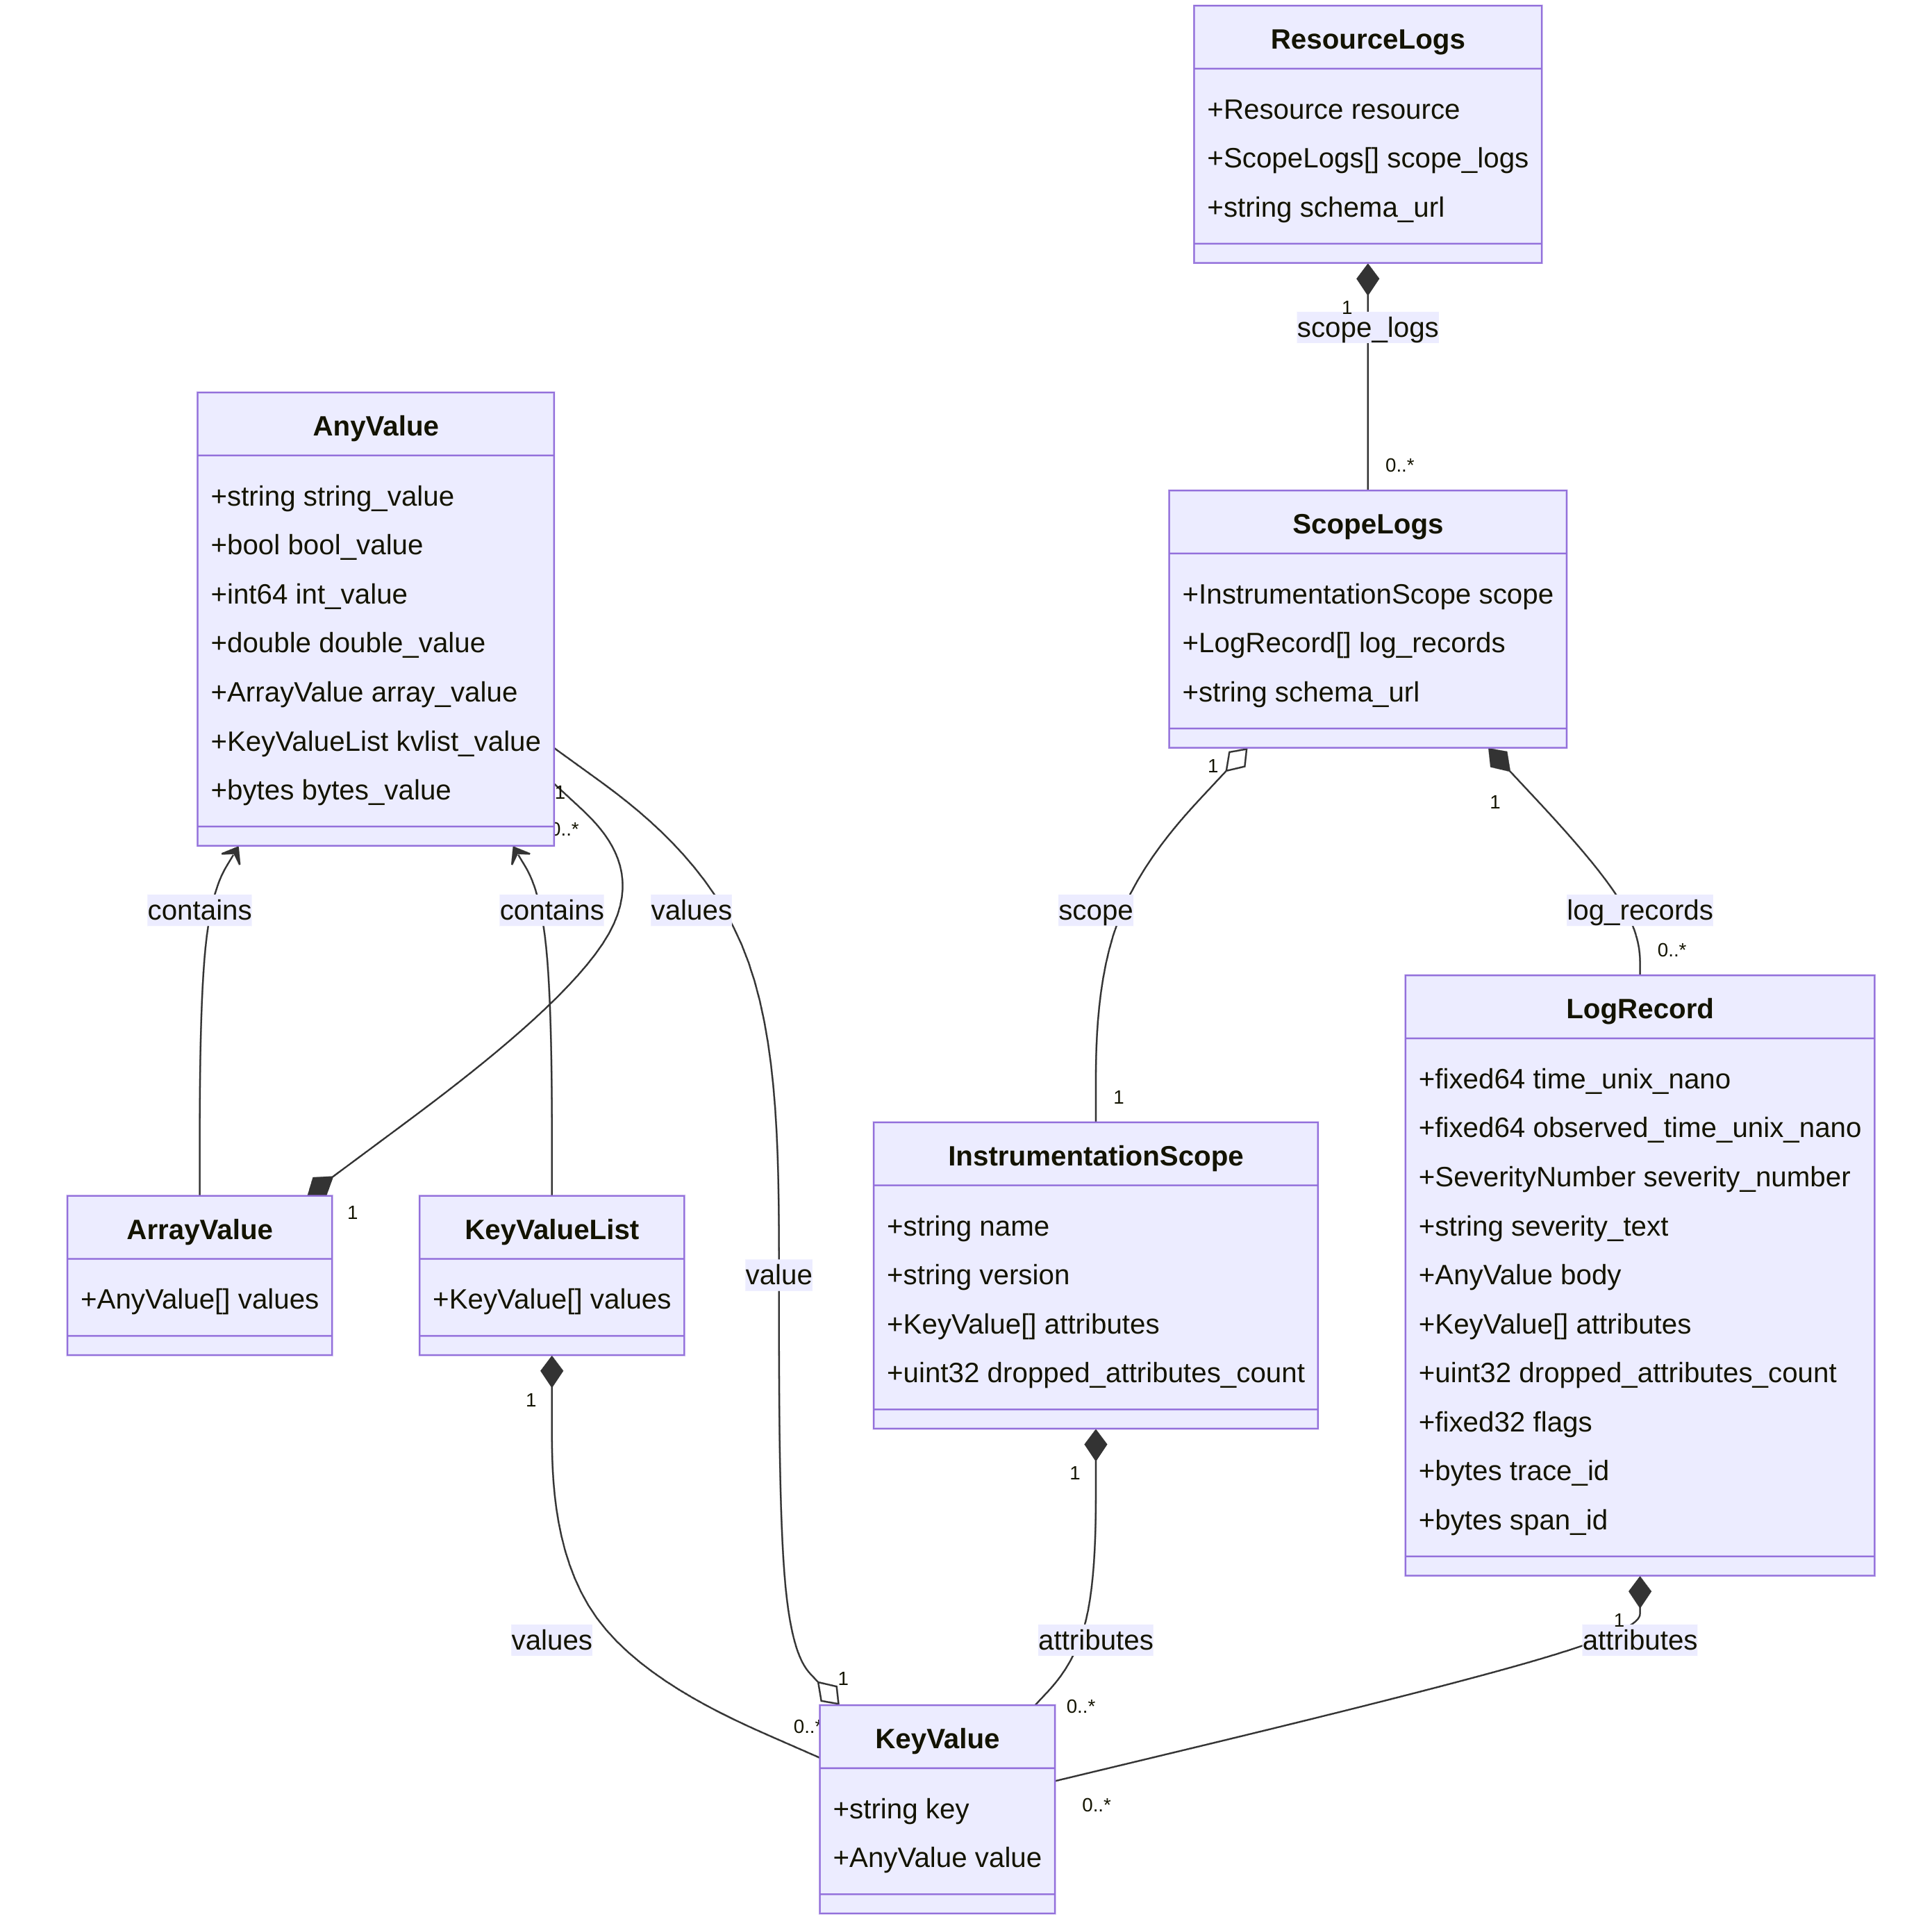 ResourceLogs
+Resource resource
+ScopeLogs[] scope_logs
+string schema_url
1
scope_logs
0..*
AnyValue
+string string_value
+bool bool_value
+int64 int_value
+double double_value
+ArrayValue array_value
+KeyValueList kvlist_value
+bytes bytes_value
1
0..*
ScopeLogs
+InstrumentationScope scope
+LogRecord[] log_records
+string schema_url
1
1
contains
contains
values
scope
log_records
0..*
1
LogRecord
+fixed64 time_unix_nano
+fixed64 observed_time_unix_nano
+SeverityNumber severity_number
+string severity_text
+AnyValue body
+KeyValue[] attributes
+uint32 dropped_attributes_count
+fixed32 flags
+bytes trace_id
+bytes span_id
InstrumentationScope
+string name
+string version
+KeyValue[] attributes
+uint32 dropped_attributes_count
ArrayValue
+AnyValue[] values
1
KeyValueList
+KeyValue[] values
value
1
1
1
values
attributes
attributes
1
0..*
0..*
0..*
KeyValue
+string key
+AnyValue value